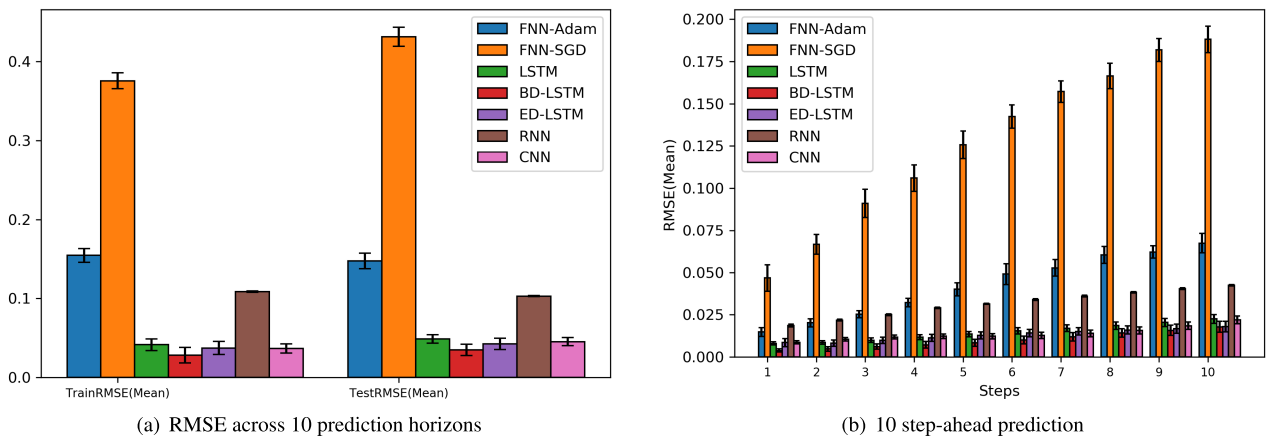 0.4
0.3
0.2
0.1
0.0
TrainRMSE(Mean)
TestRMSE(Mean)
FNN-Adam
FNN-SGD
LSTM
BD-LSTM
ED-LSTM
RNN
CNN
(a) RMSE across 10 prediction horizons
RMSE(Mean)
0.200
0.175
0.150
0.125
0.100
0.075
0.050
0.025
0.000
1 2 3 4 5 6 7 8 9 10
Steps
FNN-Adam
FNN-SGD
LSTM
BD-LSTM
ED-LSTM
RNN
CNN
(b) 10 step-ahead prediction